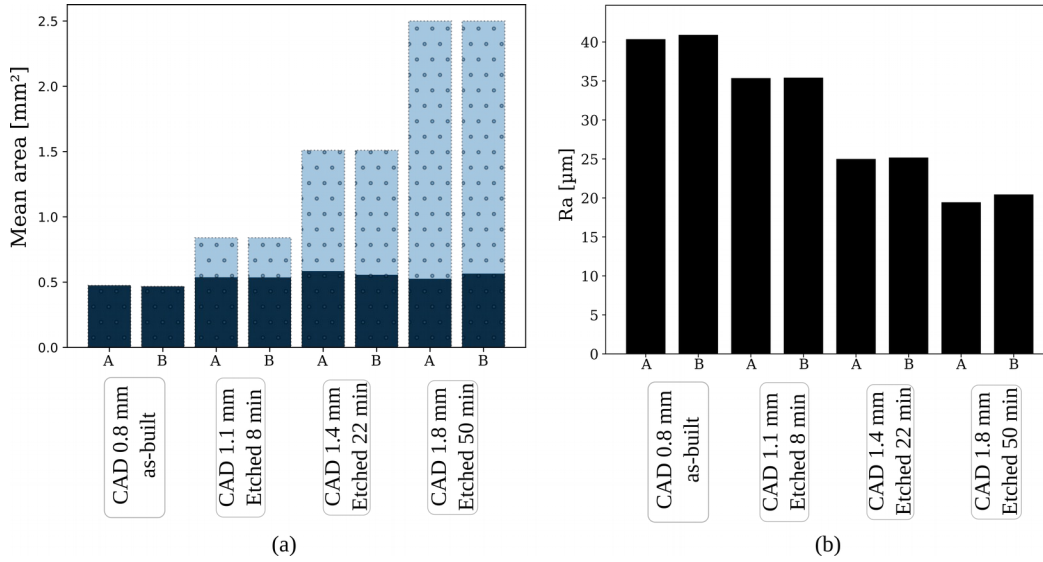 Mean area [mm²]
2.5
2.0
1.5
1.0
0.5
0.0
A B A B A B A B
CAD 0.8 mm
as-built
CAD 1.1 mm
Etched 8 min
CAD 1.4 mm
Etched 22 min
CAD 1.8 mm
Etched 50 min
(a)
Ra [µm]
40
35
30
25
20
15
10
5
0
A B A B A B A B
CAD 0.8 mm
as-built
CAD 1.1 mm
Etched 8 min
CAD 1.4 mm
Etched 22 min
CAD 1.8 mm
Etched 50 min
(b)